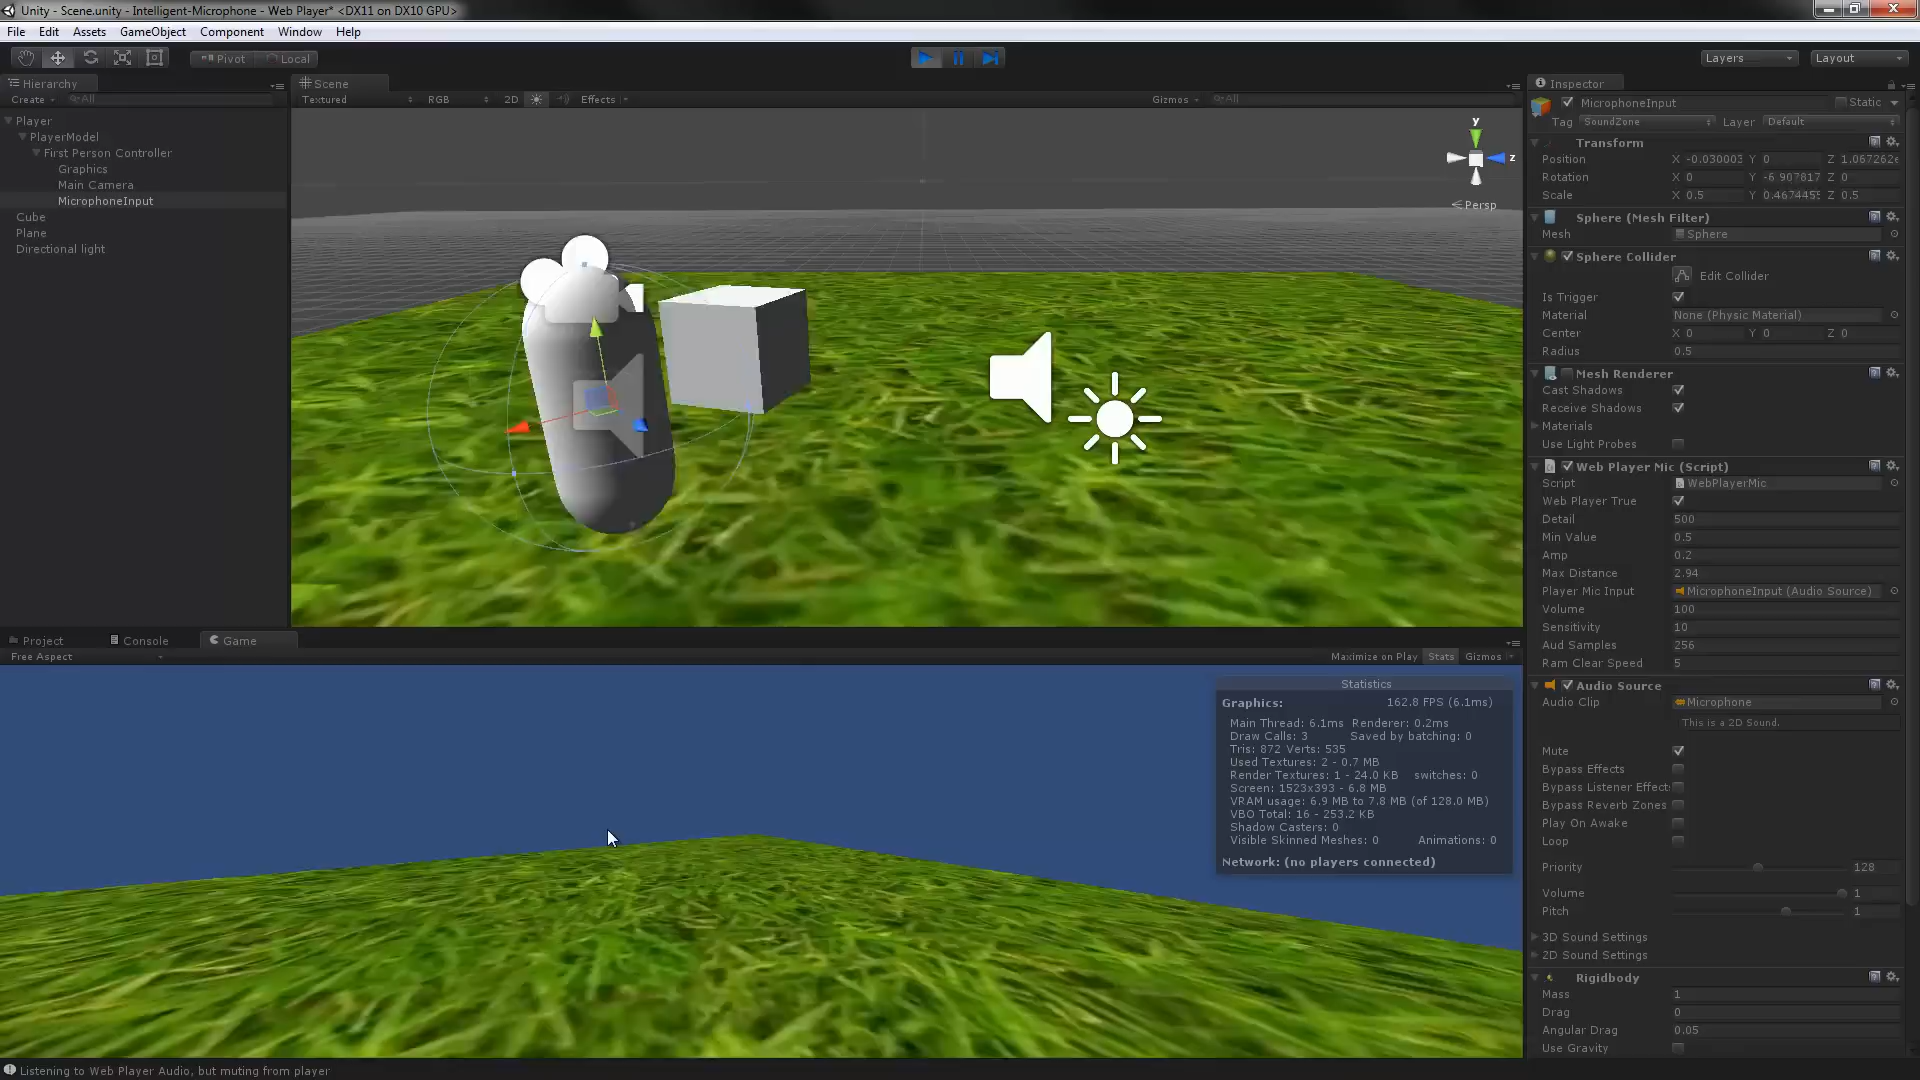 Unity - Scene.unity - Intelligent-Microphone - Web Player* <DX11 on DX10 GPU>
File Edit Assets GameObject Component Window Help
Pivot Local Layers Layout
Hierarchy
Create All
Player
PlayerModel
First Person Controller
Graphics
Main Camera
MicrophoneInput
Cube
Plane
Directional light
Scene
Textured RGB 2D Effects Gizmos All
y
z
Persp
Project Console Game
Free Aspect Maximize on Play Stats Gizmos
Statistics
Graphics: 162.8 FPS (6.1ms)
Main Thread: 6.1ms Renderer: 0.2ms
Draw Calls: 3 Saved by batching: 0
Tris: 872 Verts: 535
Used Textures: 2 - 0.7 MB
Render Textures: 1 - 24.0 KB switches: 0
Screen: 1523x393 - 6.8 MB
VRAM usage: 6.9 MB to 7.8 MB (of 128.0 MB)
VBO Total: 16 - 253.2 KB
Shadow Casters: 0
Visible Skinned Meshes: 0 Animations: 0
Network: (no players connected)
Inspector
MicrophoneInput Static
Tag SoundZone Layer Default
Transform
Position X -0.030003 Y 0 Z 1.067262e
Rotation X 0 Y -6.907817 Z 0
Scale X 0.5 Y 0.4674455 Z 0.5
Sphere (Mesh Filter)
Mesh Sphere
Sphere Collider
Edit Collider
Is Trigger
Material None (Physic Material)
Center X 0 Y 0 Z 0
Radius 0.5
Mesh Renderer
Cast Shadows
Receive Shadows
Materials
Use Light Probes
Web Player Mic (Script)
Script WebPlayerMic
Web Player True
Detail 500
Min Value 0.5
Amp 0.2
Max Distance 2.94
Player Mic Input MicrophoneInput (Audio Source)
Volume 100
Sensitivity 10
Aud Samples 256
Ram Clear Speed 5
Audio Source
Audio Clip Microphone
This is a 2D Sound.
Mute
Bypass Effects
Bypass Listener Effects
Bypass Reverb Zones
Play On Awake
Loop
Priority 128
Volume 1
Pitch 1
3D Sound Settings
2D Sound Settings
Rigidbody
Mass 1
Drag 0
Angular Drag 0.05
Use Gravity
Listening to Web Player Audio, but muting from player